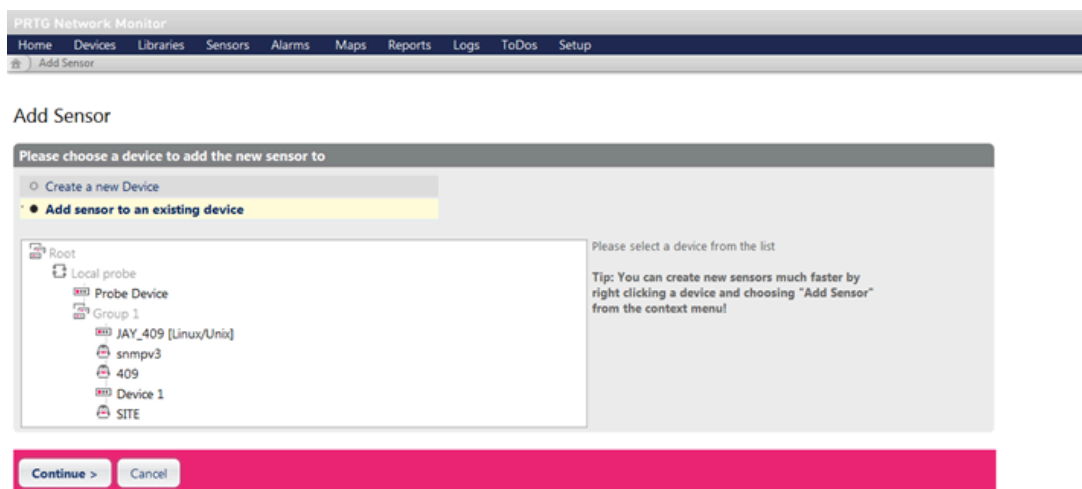 PRTG Network Monitor
Home Devices Libraries Sensors Alarms Maps Reports Logs ToDos Setup
Add Sensor
Add Sensor
Please choose a device to add the new sensor to
Create a new Device
Add sensor to an existing device
Root
Local probe
Probe Device
Group 1
JAY_409 [Linux/Unix]
snmpv3
409
Device 1
SITE
Please select a device from the list
Tip: You can create new sensors much faster by
right clicking a device and choosing "Add Sensor"
from the context menu!
Continue > Cancel